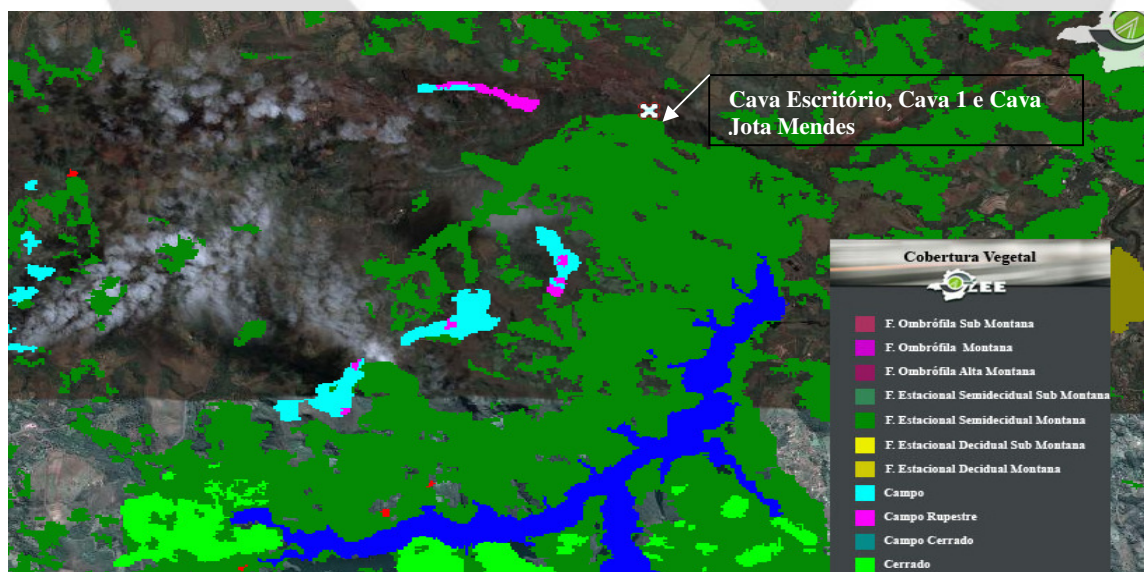 Cava Escritório, Cava 1 e Cava
Jota Mendes
Cobertura Vegetal
ZEE
F. Ombrófila Sub Montana
F. Ombrófila Montana
F. Ombrófila Alta Montana
F. Estacional Semidecidual Sub Montana
F. Estacional Semidecidual Montana
F. Estacional Decidual Sub Montana
F. Estacional Decidual Montana
Campo
Campo Rupestre
Campo Cerrado
Cerrado